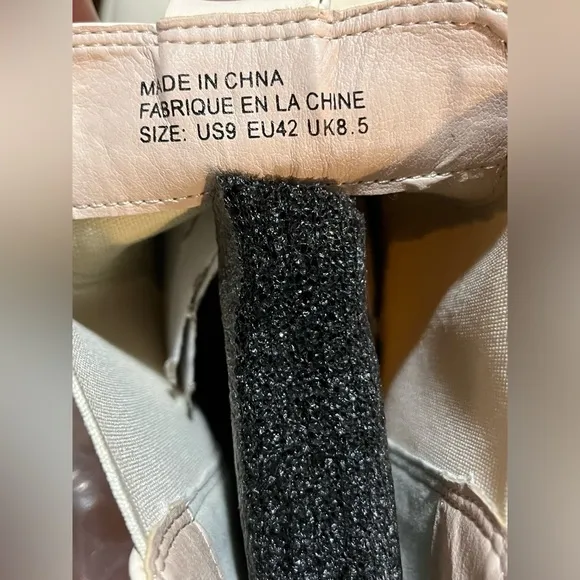 MADE IN CHNA
FABRIQUE EN LA CHINE
SIZE: US9 EU42 UK8.5